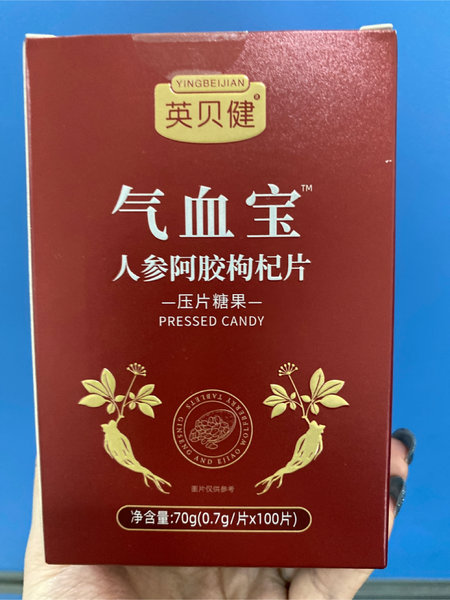 YINGBEIJIAN
英贝健®
气血宝™
人参阿胶枸杞片
—压片糖果—
PRESSED CANDY
GINSENG AND EJIAO WOLFBERRY TABLETS
图片仅供参考
净含量:70g(0.7g/片x100片)